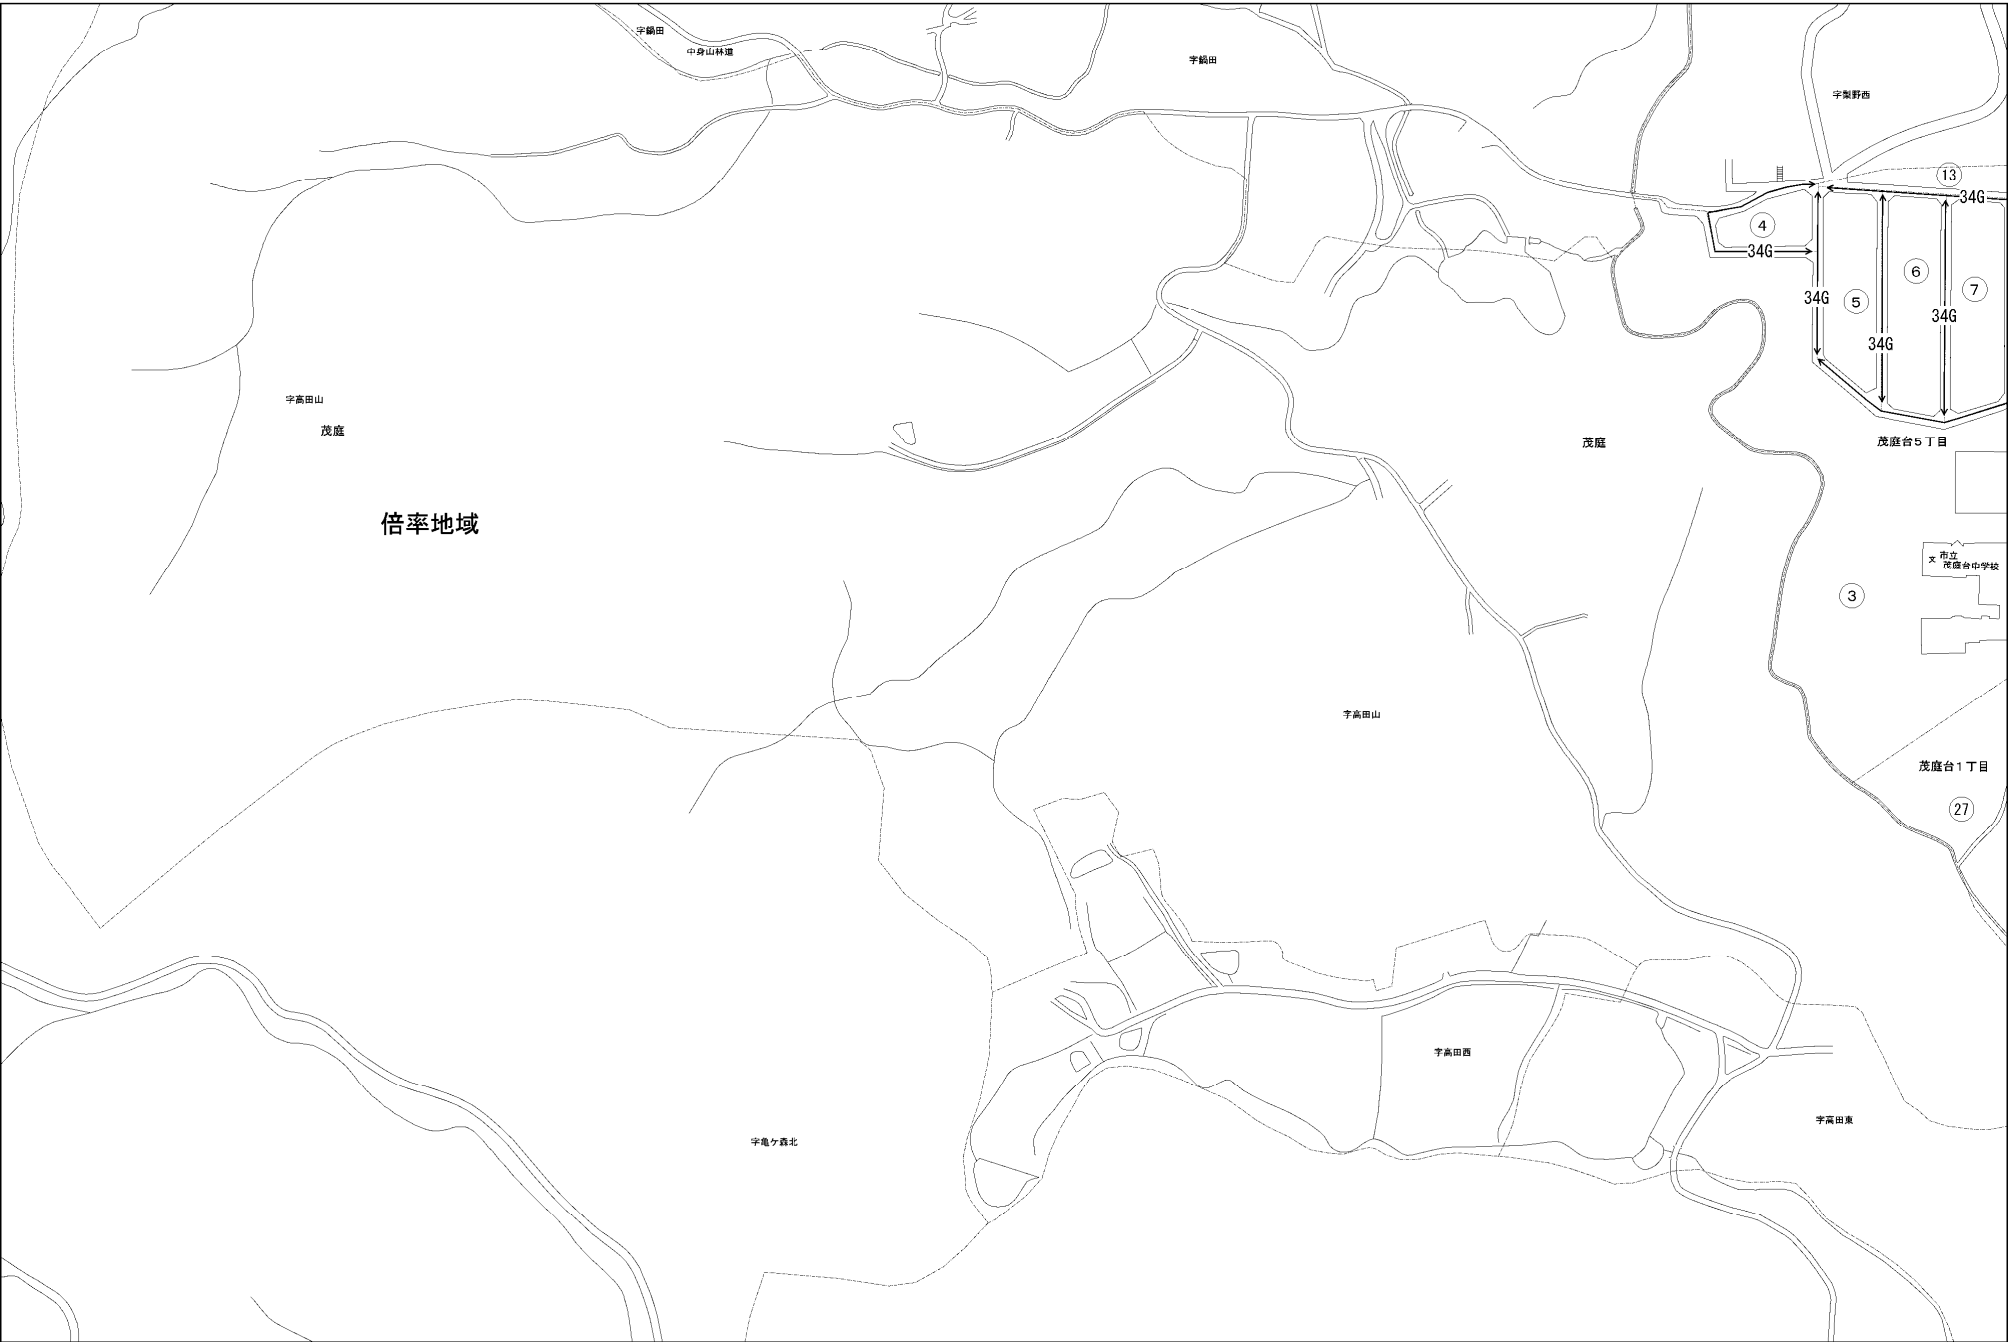 字鍋田
中身山林道
字鍋田
字梨野西
⑬
34G
④
34G
⑥
⑦
34G
⑤
34G
34G
字高田山
茂庭
茂庭
茂庭台5丁目
倍率地域
文 市立
茂庭台中学校
③
字高田山
茂庭台1丁目
㉗
字高田西
字高田東
字亀ケ森北